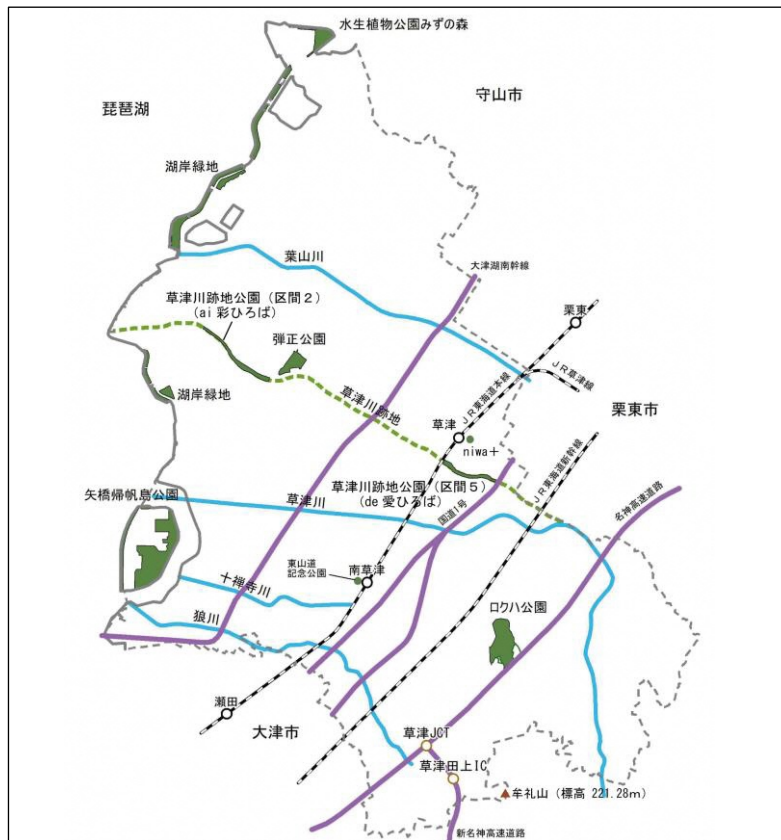 水生植物公園みずの森
守山市
琵琶湖
湖岸緑地
葉山川
大津湖南幹線
草津川跡地公園（区間２）
（ai 彩ひろば）
栗東
弾正公園
ＪＲ草津線
ＪＲ東海道本線
湖岸緑地
草津川跡地
栗東市
草津
niwa＋
ＪＲ東海道新幹線
草津川跡地公園（区間５）
（de 愛ひろば）
矢橋帰帆島公園
草津川
国道１号
名神高速道路
東山道
記念公園
南草津
十禅寺川
ロクハ公園
狼川
瀬田
大津市
草津JCT
草津田上IC
牟礼山（標高 221.28ｍ）
新名神高速道路